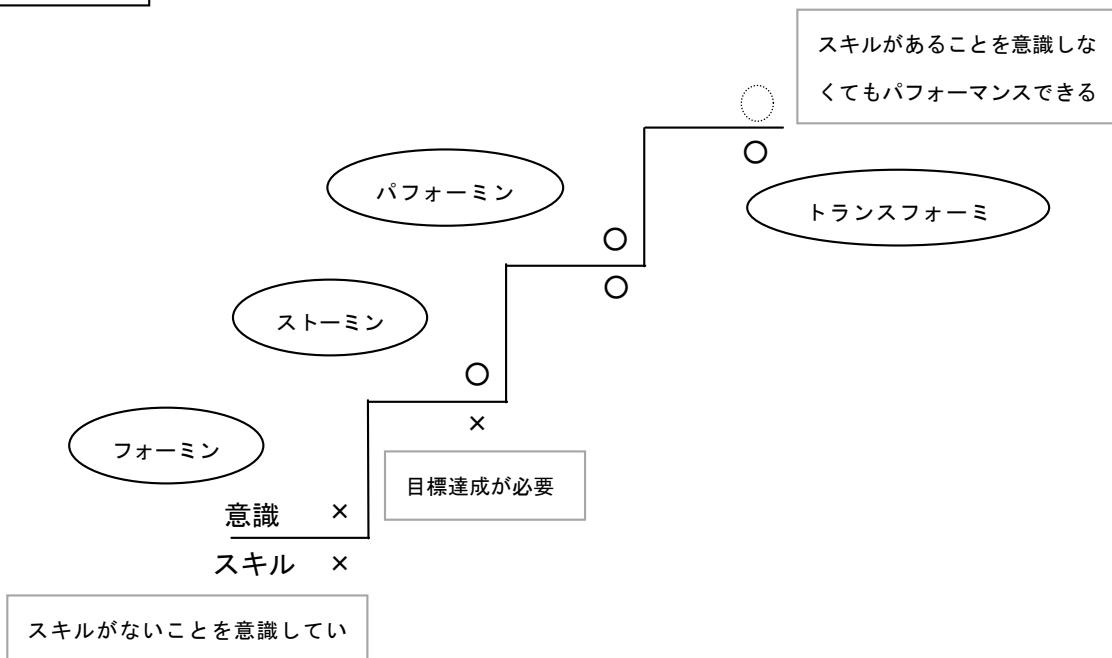 スキルがあることを意識しな
くてもパフォーマンスできる
○
パフォーミン
トランスフォーミ
○
○
ストーミン
○
×
フォーミン
目標達成が必要
意識 ×
スキル ×
スキルがないことを意識してい